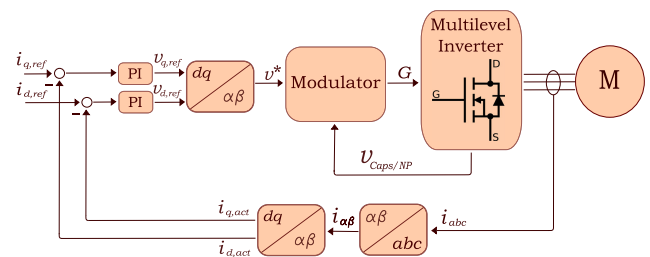 i_q,ref
i_d,ref
PI
PI
v_q,ref
v_d,ref
dq
αβ
v*
Modulator
G
Multilevel
Inverter
D
G
S
M
v_Caps/NP
i_q,act
i_d,act
dq
αβ
i_αβ
αβ
abc
i_abc